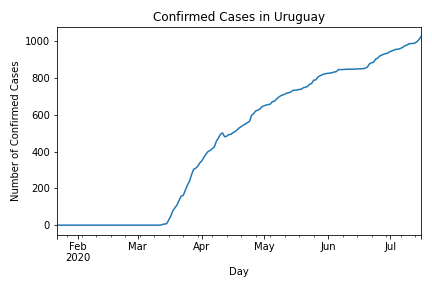 Confirmed Cases in Uruguay
Number of Confirmed Cases
1000
800
600
400
200
0
Feb Mar Apr May Jun Jul
2020
Day